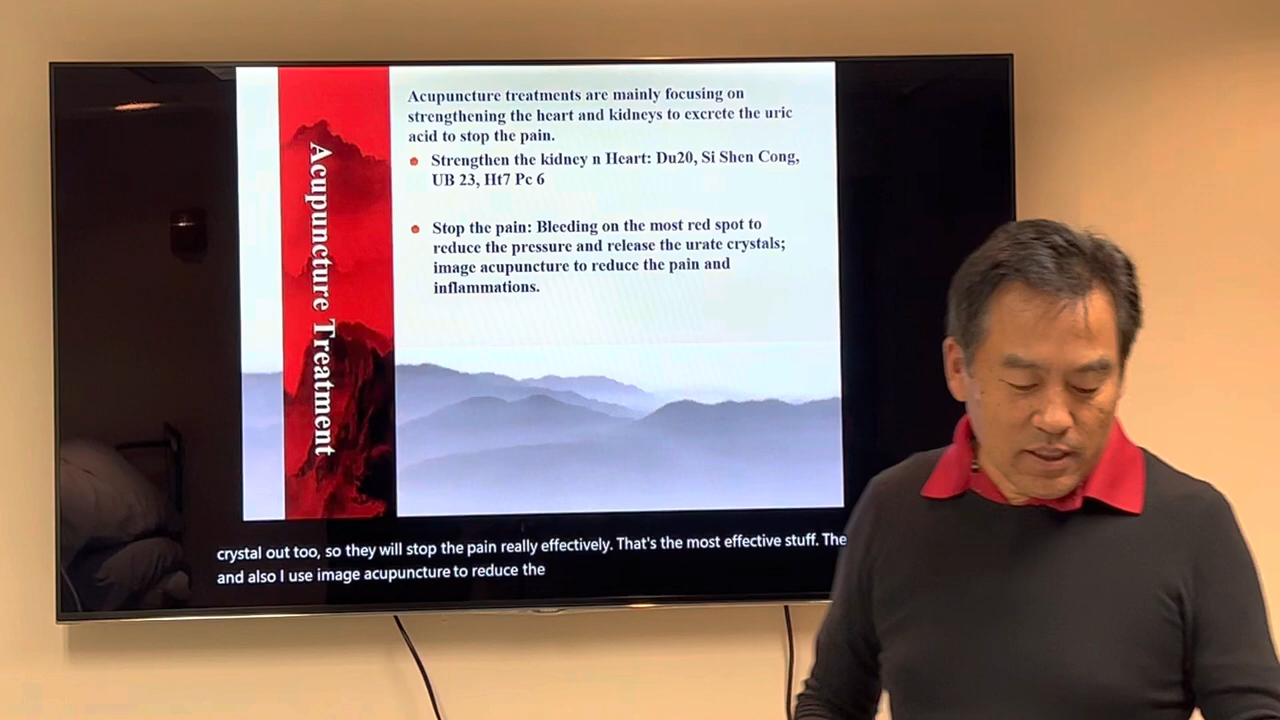 Acupuncture Treatment
Acupuncture treatments are mainly focusing on
strengthening the heart and kidneys to excrete the uric
acid to stop the pain.
Strengthen the kidney n Heart: Du20, Si Shen Cong,
UB 23, Ht7 Pc 6
Stop the pain: Bleeding on the most red spot to
reduce the pressure and release the urate crystals;
image acupuncture to reduce the pain and
inflammations.
crystal out too, so they will stop the pain really effectively. That's the most effective stuff. The
and also I use image acupuncture to reduce the